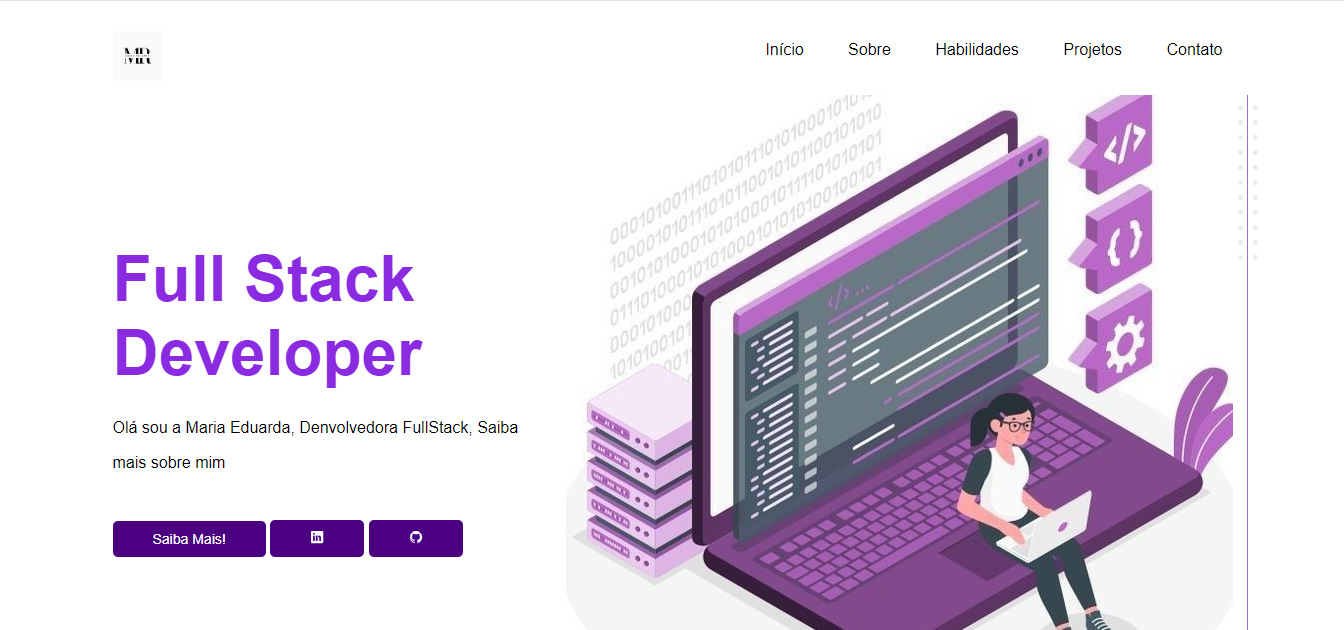 MR
Início Sobre Habilidades Projetos Contato
Full Stack
Developer
Olá sou a Maria Eduarda, Denvolvedora FullStack, Saiba
mais sobre mim
Saiba Mais!